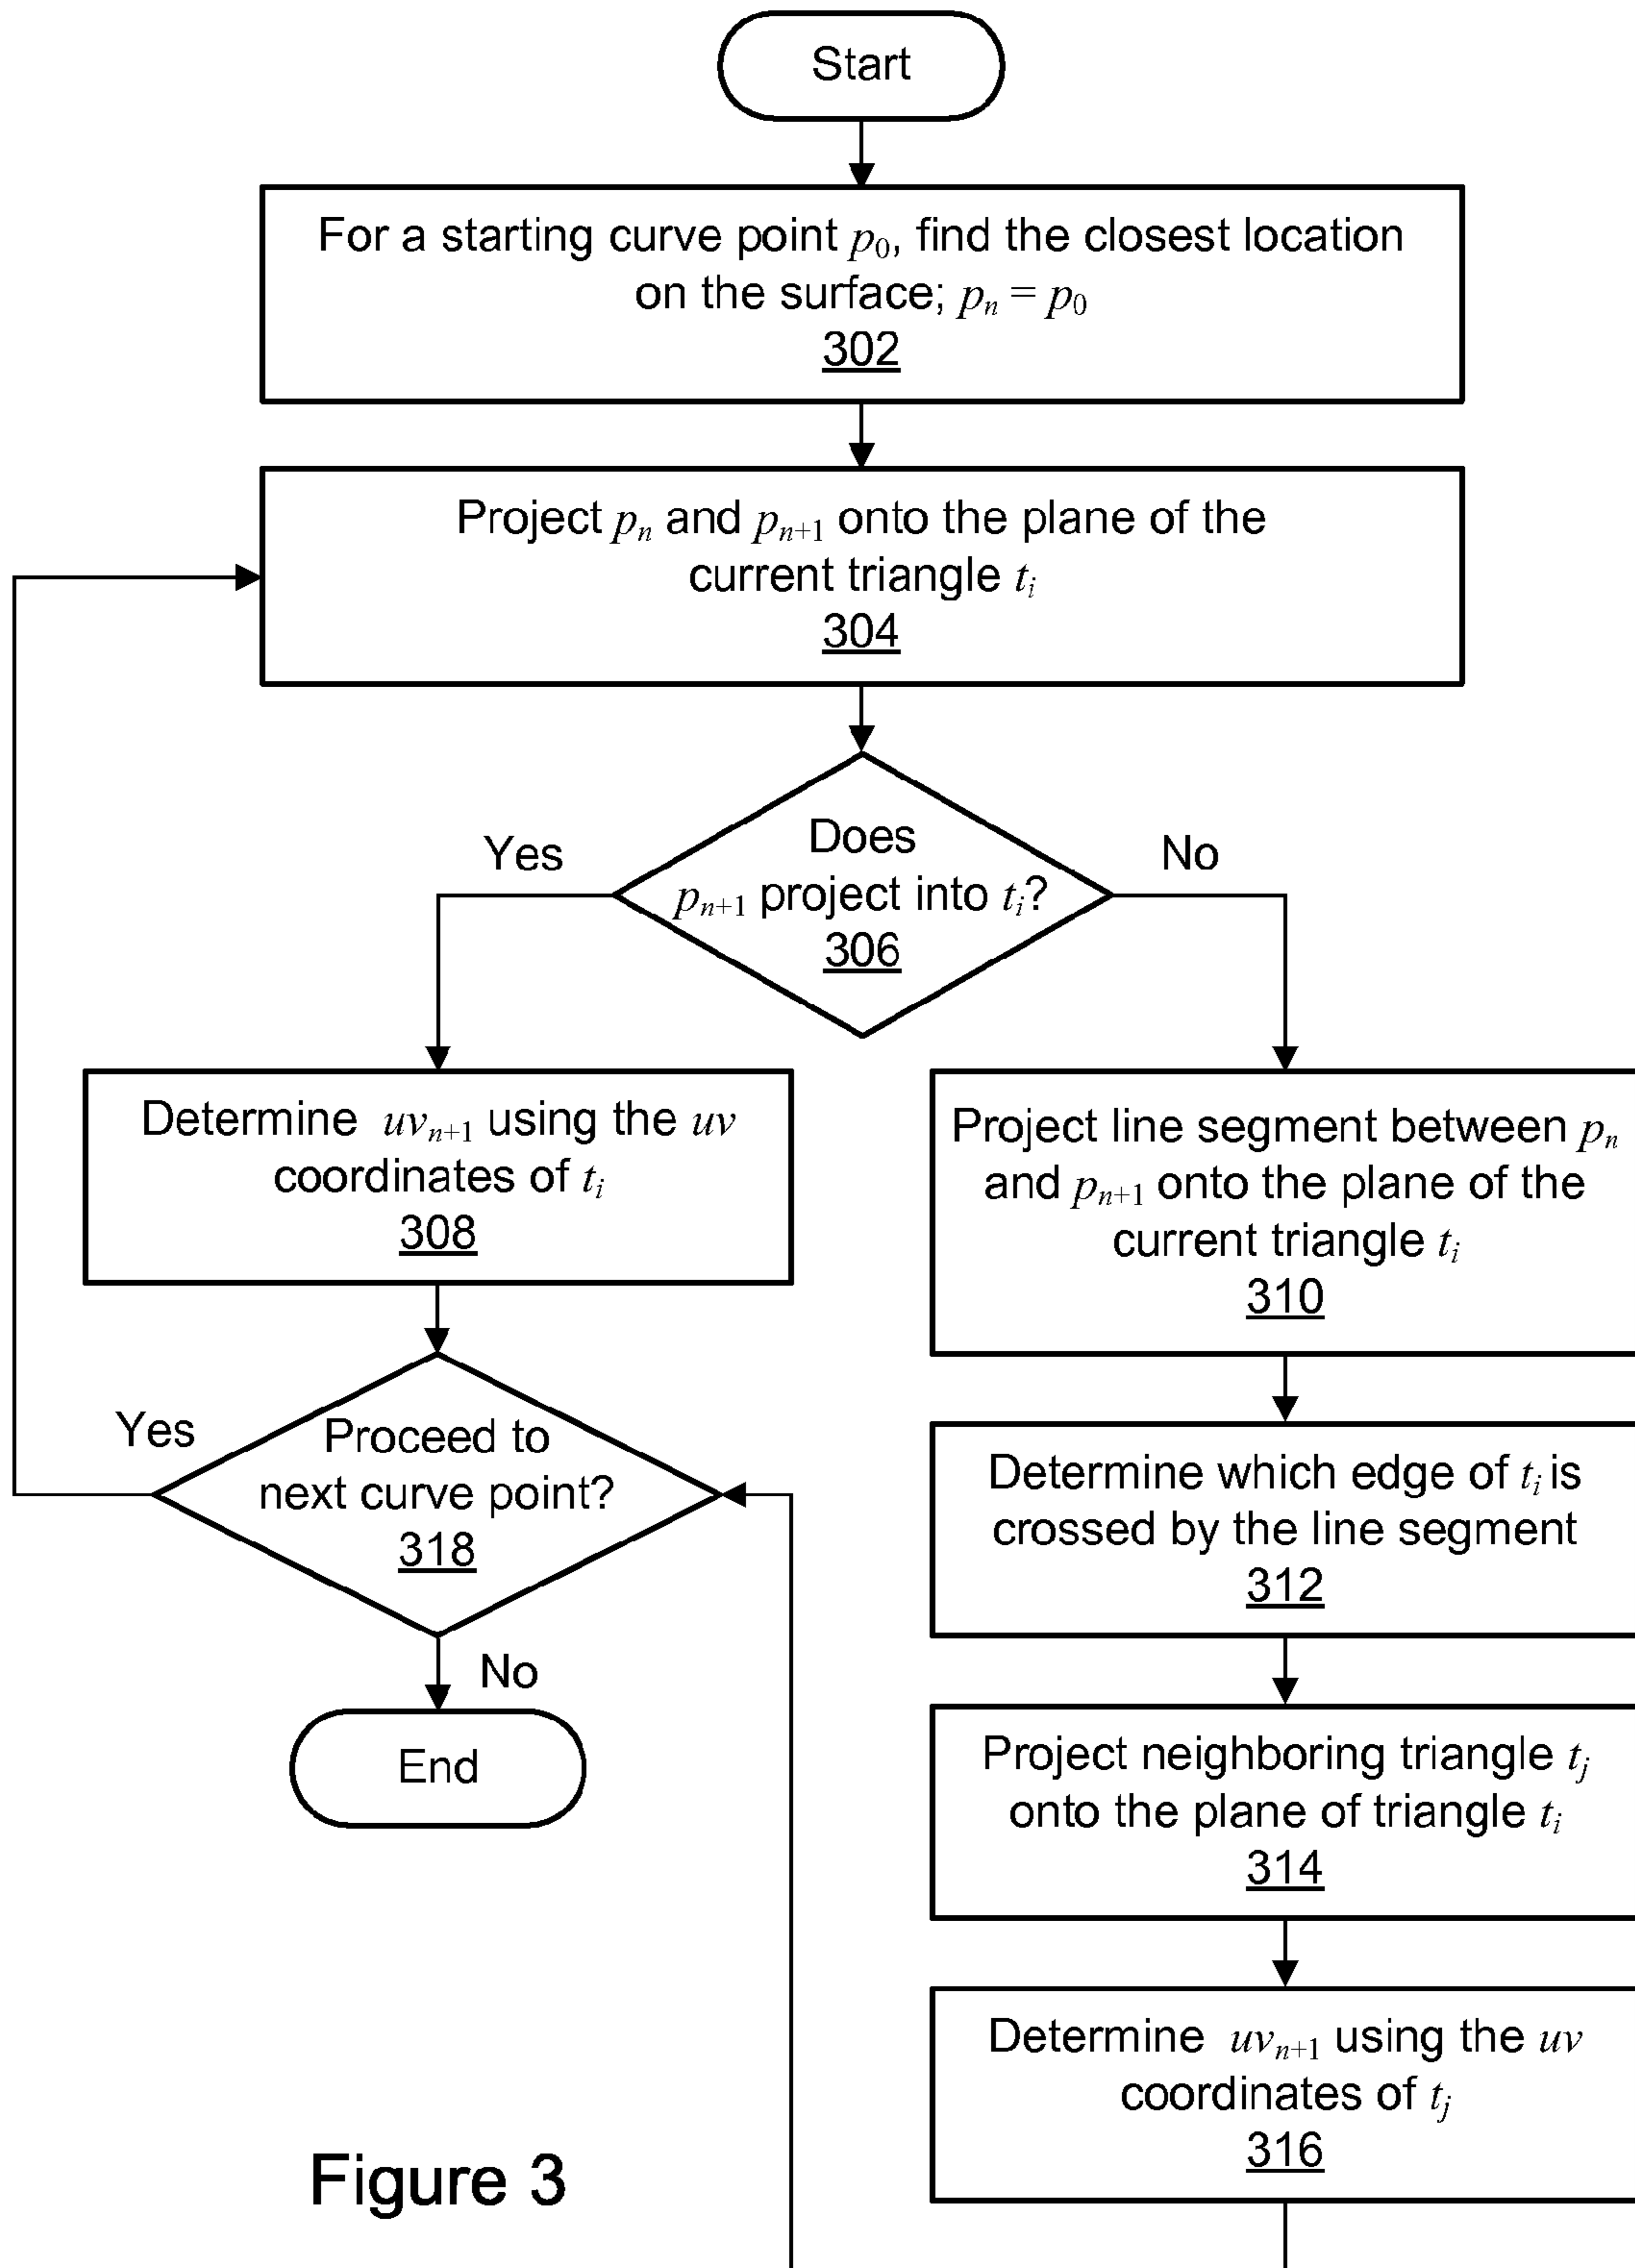 Start
For a starting curve point p₀, find the closest location
on the surface; pₙ = p₀
302
Project pₙ and pₙ₊₁ onto the plane of the
current triangle tᵢ
304
Does
pₙ₊₁ project into tᵢ?
306
Yes
No
Determine uvₙ₊₁ using the uv
coordinates of tᵢ
308
Project line segment between pₙ
and pₙ₊₁ onto the plane of the
current triangle tᵢ
310
Proceed to
next curve point?
318
Yes
No
End
Determine which edge of tᵢ is
crossed by the line segment
312
Project neighboring triangle tⱼ
onto the plane of triangle tᵢ
314
Determine uvₙ₊₁ using the uv
coordinates of tⱼ
316
Figure 3